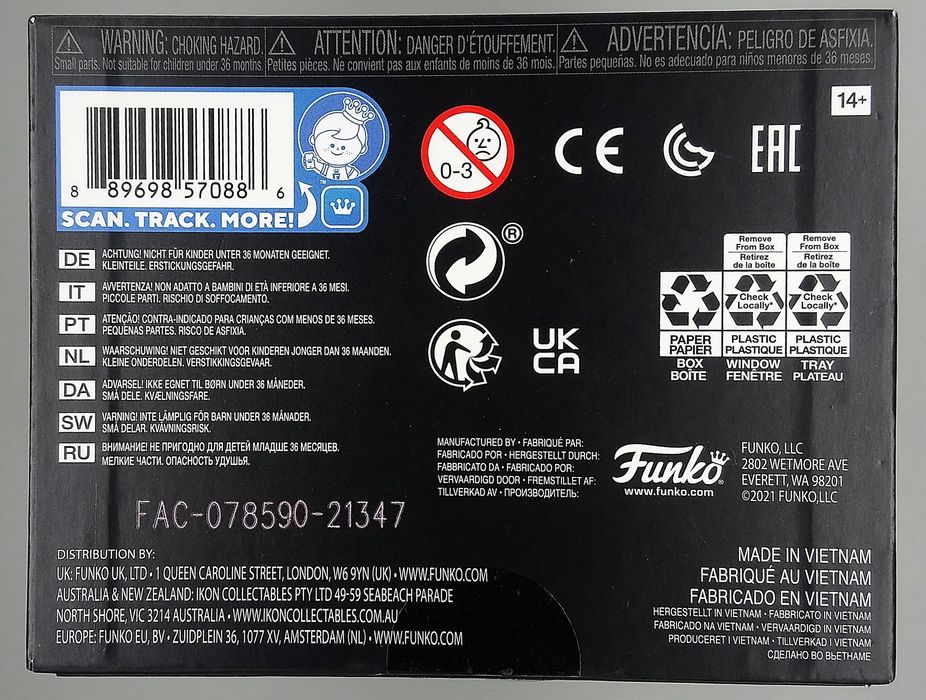 WARNING: CHOKING HAZARD.
Small parts. Not suitable for children under 36 months.
ATTENTION: DANGER D'ÉTOUFFEMENT.
Petites pièces. Ne convient pas aux enfants de moins de 36 mois.
ADVERTENCIA: PELIGRO DE ASFIXIA.
Partes pequeñas. No es adecuado para niños menores de 36 meses.
14+
8 89698 57088 6
™
SCAN. TRACK. MORE!
0-3
CE
EAC
®
UK
CA
DE ACHTUNG! NICHT FÜR KINDER UNTER 36 MONATEN GEEIGNET.
KLEINTEILE. ERSTICKUNGSGEFAHR.
IT AVVERTENZA! NON ADATTO A BAMBINI DI ETÀ INFERIORE A 36 MESI.
PICCOLE PARTI. RISCHIO DI SOFFOCAMENTO.
PT ATENÇÃO! CONTRA-INDICADO PARA CRIANÇAS COM MENOS DE 36 MESES.
PEQUENAS PARTES. RISCO DE ASFIXIA.
NL WAARSCHUWING! NIET GESCHIKT VOOR KINDEREN JONGER DAN 36 MAANDEN.
KLEINE ONDERDELEN. VERSTIKKINGSGEVAAR.
DA ADVARSEL! IKKE EGNET TIL BØRN UNDER 36 MÅNEDER.
SMÅ DELE. KVÆLNINGSFARE.
SW VARNING! INTE LÄMPLIG FÖR BARN UNDER 36 MÅNADER.
SMÅ DELAR. KVÄVNINGSRISK.
RU ВНИМАНИЕ! НЕ ПРИГОДНО ДЛЯ ДЕТЕЙ МЛАДШЕ 36 МЕСЯЦЕВ.
МЕЛКИЕ ЧАСТИ. ОПАСНОСТЬ УДУШЬЯ.
PAPER
PAPIER
BOX
BOÎTE
Remove
From Box
Retirez
de la boîte
Check
Locally*
PLASTIC
PLASTIQUE
WINDOW
FENÊTRE
Remove
From Box
Retirez
de la boîte
Check
Locally*
PLASTIC
PLASTIQUE
TRAY
PLATEAU
MANUFACTURED BY • FABRIQUÉ PAR:
FABRICADO POR • HERGESTELLT DURCH:
FABBRICATO DA • FABRICADO POR:
VERVAARDIGD DOOR • FREMSTILLET AF:
TILLVERKAD AV • ПРОИЗВОДИТЕЛЬ:
Funko®
www.funko.com
FUNKO, LLC
2802 WETMORE AVE
EVERETT, WA 98201
©2021 FUNKO,LLC
FAC-078590-21347
DISTRIBUTION BY:
UK: FUNKO UK, LTD • 1 QUEEN CAROLINE STREET, LONDON, W6 9YN (UK) • WWW.FUNKO.COM
AUSTRALIA & NEW ZEALAND: IKON COLLECTABLES PTY LTD 49-59 SEABEACH PARADE
NORTH SHORE, VIC 3214 AUSTRALIA • WWW.IKONCOLLECTABLES.COM.AU
EUROPE: FUNKO EU, BV • ZUIDPLEIN 36, 1077 XV, AMSTERDAM (NL) • WWW.FUNKO.COM
MADE IN VIETNAM
FABRIQUÉ AU VIETNAM
FABRICADO EN VIETNAM
HERGESTELLT IN VIETNAM • FABBRICATO IN VIETNAM
FABRICADO NA VIETNAM • VERVAARDIGD IN VIETNAM
PRODUCERET I VIETNAM • TILLVERKAD I VIETNAM
СДЕЛАНО ВО ВЬЕТНАМЕ